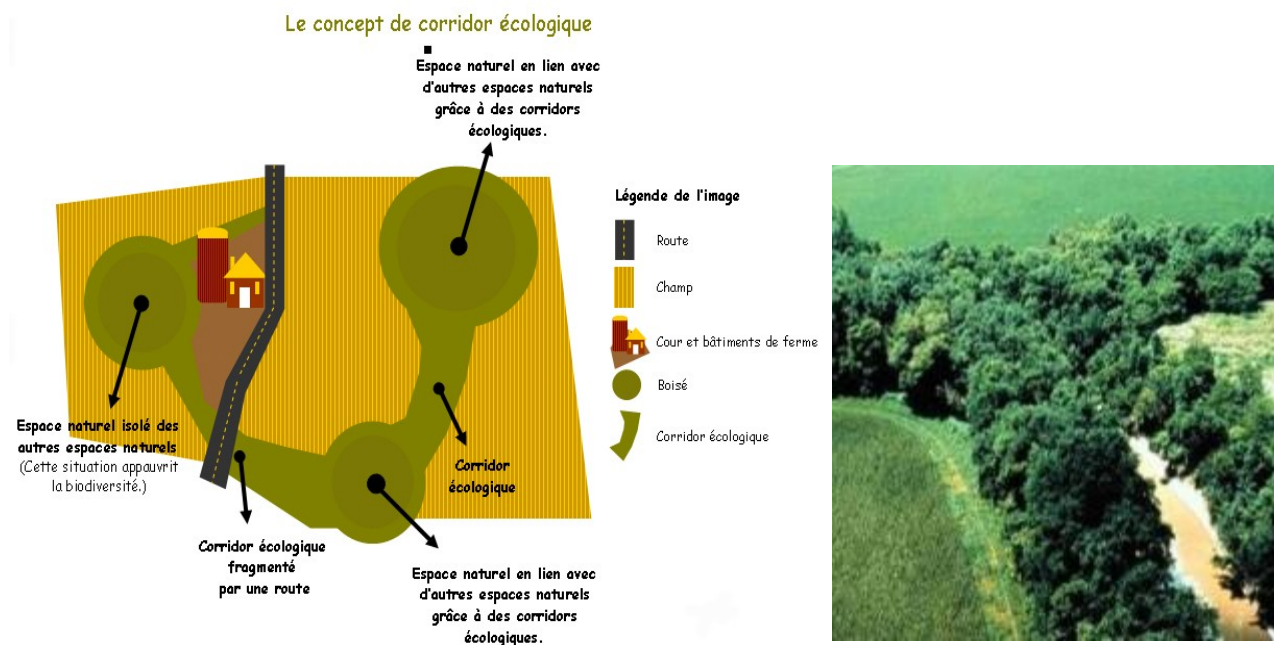 Le concept de corridor écologique
Espace naturel en lien avec
d'autres espaces naturels
grâce à des corridors
écologiques.
Légende de l'image
Route
Champ
Cour et bâtiments de ferme
Boisé
Corridor écologique
Espace naturel isolé des
autres espaces naturels
(Cette situation appauvrit
la biodiversité.)
Corridor
écologique
Corridor écologique
fragmenté
par une route
Espace naturel en lien avec
d'autres espaces naturels
grâce à des corridors
écologiques.